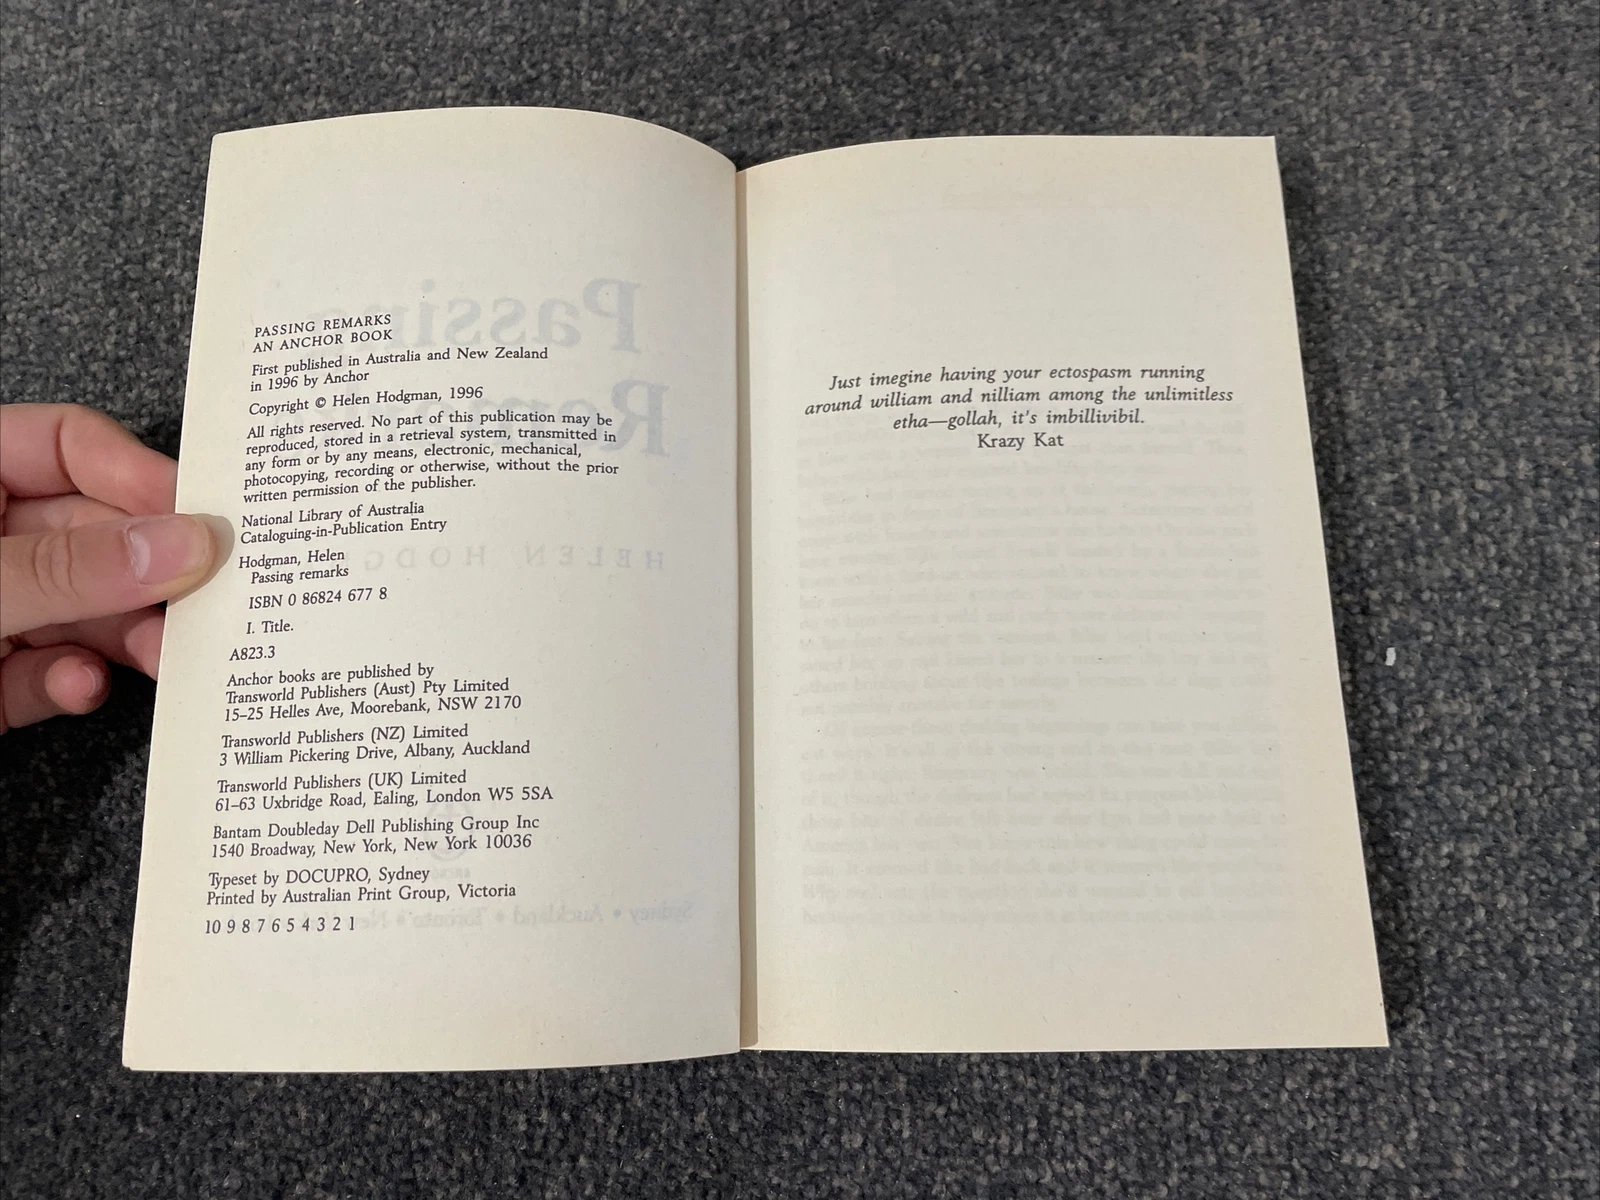 PASSING REMARKS
AN ANCHOR BOOK
First published in Australia and New Zealand
in 1996 by Anchor
Copyright © Helen Hodgman, 1996
All rights reserved. No part of this publication may be
reproduced, stored in a retrieval system, transmitted in
any form or by any means, electronic, mechanical,
photocopying, recording or otherwise, without the prior
written permission of the publisher.
National Library of Australia
Cataloguing-in-Publication Entry
Hodgman, Helen
Passing remarks
ISBN 0 86824 677 8
I. Title.
A823.3
Anchor books are published by
Transworld Publishers (Aust) Pty Limited
15–25 Helles Ave, Moorebank, NSW 2170
Transworld Publishers (NZ) Limited
3 William Pickering Drive, Albany, Auckland
Transworld Publishers (UK) Limited
61–63 Uxbridge Road, Ealing, London W5 5SA
Bantam Doubleday Dell Publishing Group Inc
1540 Broadway, New York, New York 10036
Typeset by DOCUPRO, Sydney
Printed by Australian Print Group, Victoria
10 9 8 7 6 5 4 3 2 1
Just imegine having your ectospasm running
around william and nilliam among the unlimitless
etha—gollah, it's imbillivibil.
Krazy Kat